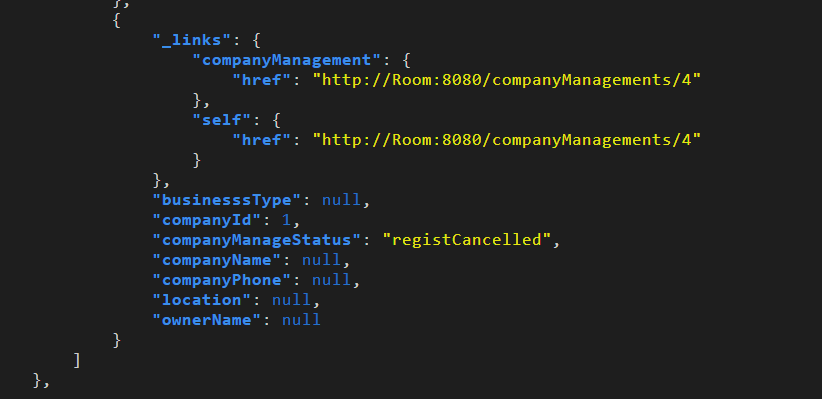 },
{
"_links": {
"companyManagement": {
"href": "http://Room:8080/companyManagements/4"
},
"self": {
"href": "http://Room:8080/companyManagements/4"
}
},
"businesssType": null,
"companyId": 1,
"companyManageStatus": "registCancelled",
"companyName": null,
"companyPhone": null,
"location": null,
"ownerName": null
}
]
},